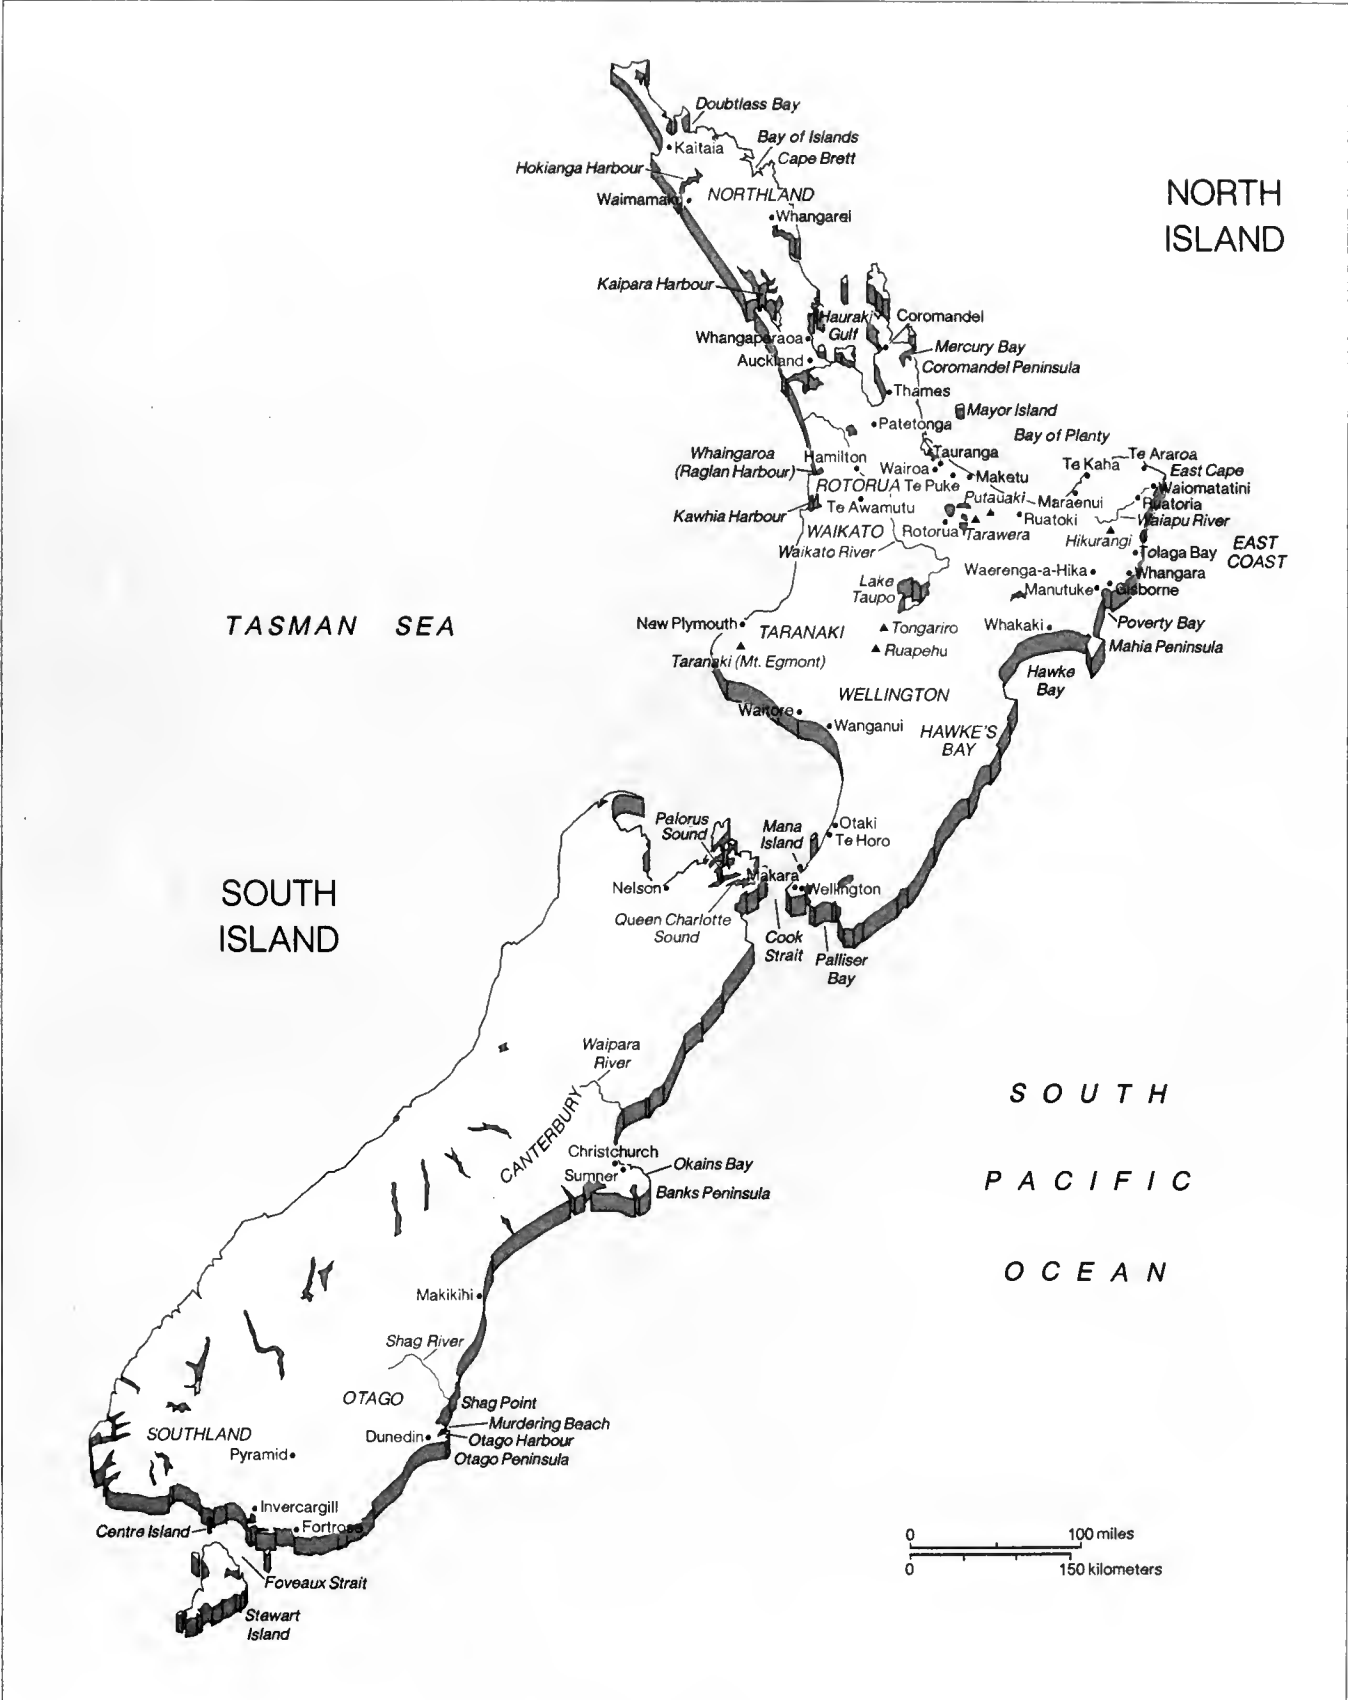 Doubtless Bay
Bay of Islands
Kaitaia
Cape Brett
Hokianga Harbour
NORTHLAND
Waimamaku
Whangarei
NORTH
ISLAND
Kaipara Harbour
Hauraki
Gulf
Coromandel
Whangaparaoa
Mercury Bay
Auckland
Coromandel Peninsula
Thames
Mayor Island
Patetonga
Bay of Plenty
Whaingaroa
(Raglan Harbour)
Hamilton
Tauranga
Te Araroa
Te Kaha
East Cape
Wairoa
Maketu
ROTORUA
Te Puke
Waiomatatini
Putauaki
Maraenui
Ruatoria
Te Awamutu
Kawhia Harbour
Ruatoki
Waiapu River
WAIKATO
Rotorua
Tarawera
Hikurangi
EAST
COAST
Waikato River
Tolaga Bay
Waerenga-a-Hika
Whangara
Lake
Taupo
Manutuke
Gisborne
TASMAN SEA
New Plymouth
TARANAKI
Tongariro
Whakaki
Poverty Bay
Ruapehu
Mahia Peninsula
Taranaki (Mt. Egmont)
Hawke
Bay
WELLINGTON
Waitore
Wanganui
HAWKE'S
BAY
Palorus
Sound
Mana
Island
Otaki
Te Horo
SOUTH
ISLAND
Makara
Nelson
Wellington
Queen Charlotte
Sound
Cook
Strait
Palliser
Bay
Waipara
River
SOUTH
PACIFIC
OCEAN
CANTERBURY
Christchurch
Okains Bay
Sumner
Banks Peninsula
Makikihi
Shag River
OTAGO
Shag Point
Murdering Beach
SOUTHLAND
Dunedin
Otago Harbour
Pyramid
Otago Peninsula
Invercargill
Centre Island
Fortrose
Foveaux Strait
Stewart
Island
0 100 miles
0 150 kilometers